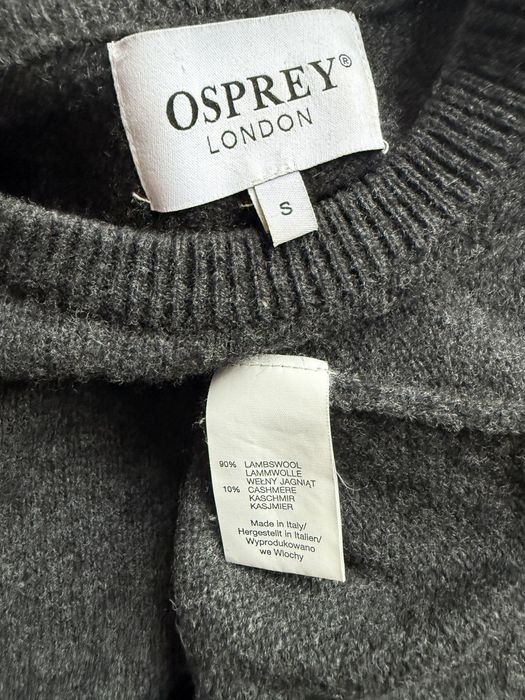 OSPREY®
LONDON
S
90% LAMBSWOOL
LAMMWOLLE
WEŁNY JAGNIĄT
10% CASHMERE
KASCHMIR
KASJMIER
Made in Italy/
Hergestellt in Italien/
Wyprodukowano
we Włochy